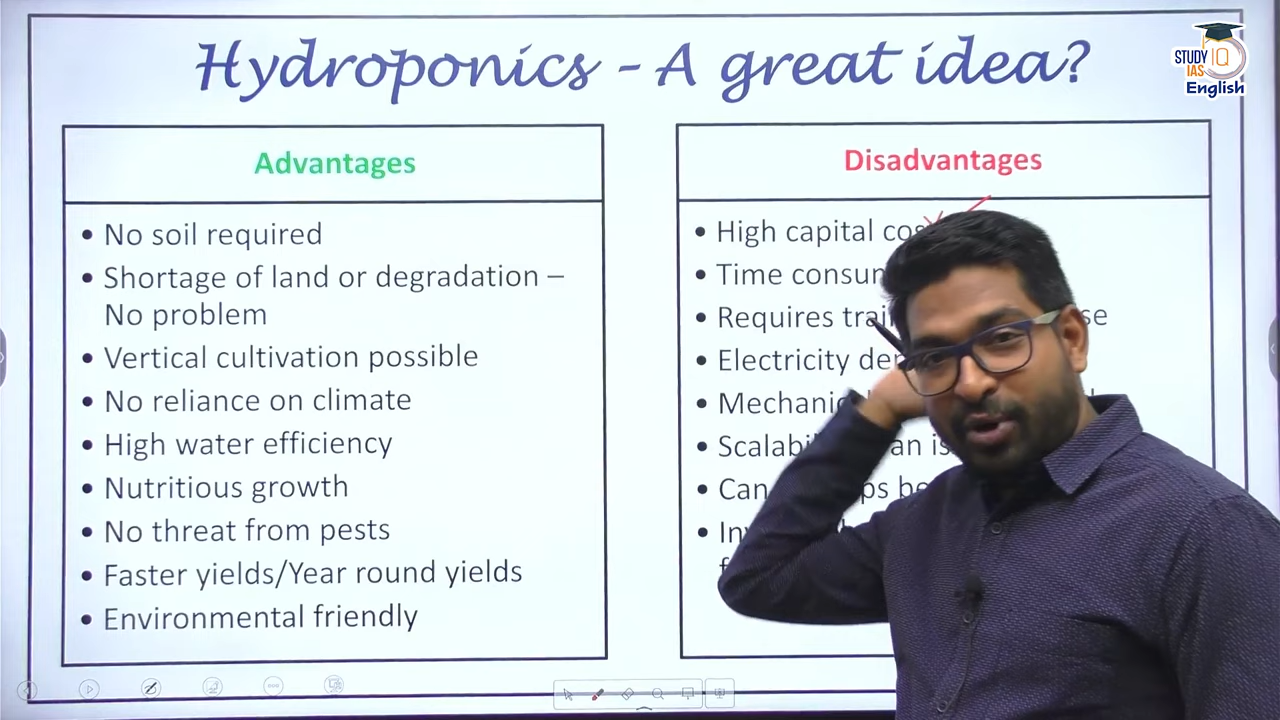 Hydroponics - A great idea?
STUDY IQ
IAS
English
Advantages
• No soil required
• Shortage of land or degradation –
No problem
• Vertical cultivation possible
• No reliance on climate
• High water efficiency
• Nutritious growth
• No threat from pests
• Faster yields/Year round yields
• Environmental friendly
Disadvantages
• High capital
• Time
• Requires
• Electricity
•
•
• Can
•